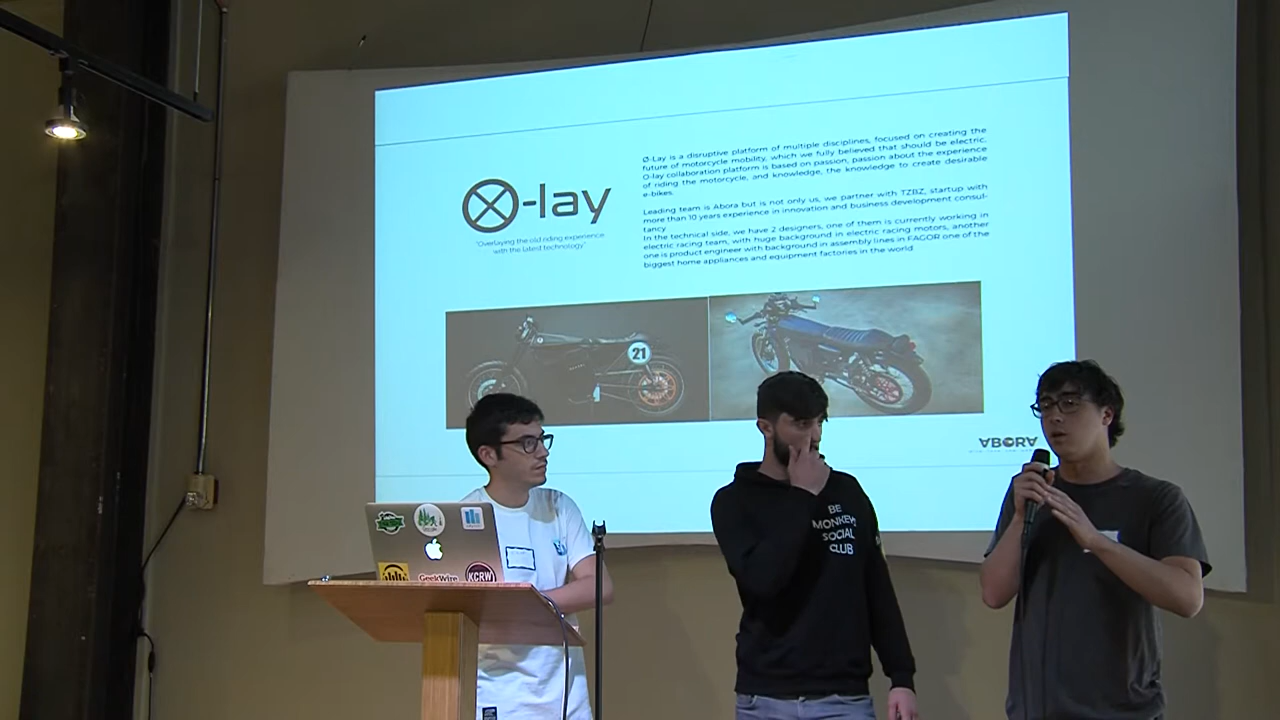 Ø-Lay is a disruptive platform of multiple disciplines, focused on creating the
future of motorcycle mobility, which we fully believed that should be electric.
O-lay collaboration platform is based on passion, passion about the experience
of riding the motorcycle, and knowledge, the knowledge to create desirable
e-bikes.
-lay
"Overlaying the old riding experience
with the latest technology"
Leading team is Abora but is not only us, we partner with TZBZ, startup with
more than 10 years experience in innovation and business development consul-
tancy
In the technical side, we have 2 designers, one of them is currently working in
electric racing team, with huge background in electric racing motors, another
one is product engineer with background in assembly lines in FAGOR one of the
biggest home appliances and equipment factories in the world
21
ABORA
BE
MONKEY
SOCIAL
CLUB
GeekWire
KCRW